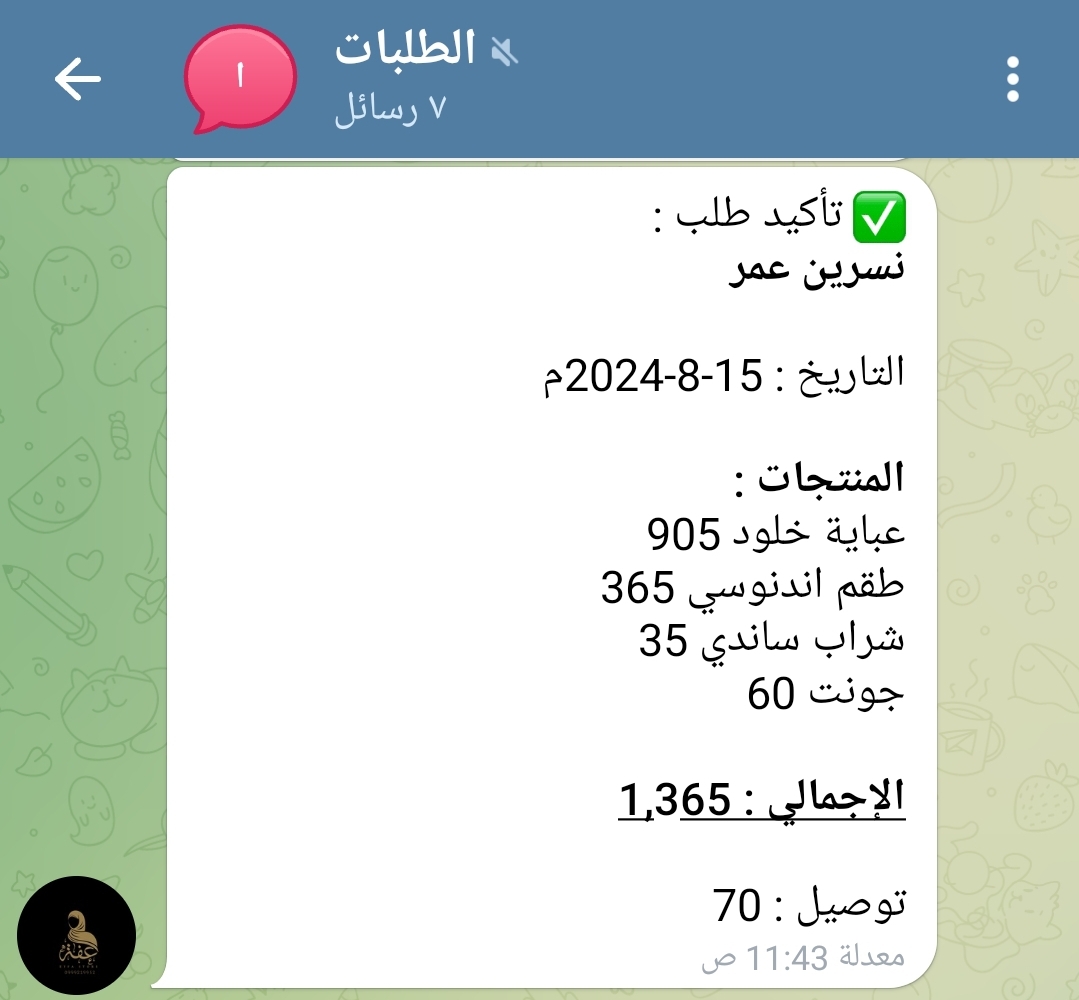 الطلبات
٧ رسائل
ا
✅ تأكيد طلب :
نسرين عمر
التاريخ : 15-8-2024م
المنتجات :
عباية خلود 905
طقم اندنوسي 365
شراب ساندي 35
جونت 60
الإجمالي : 1,365
توصيل : 70
معدلة 11:43 ص
عفة